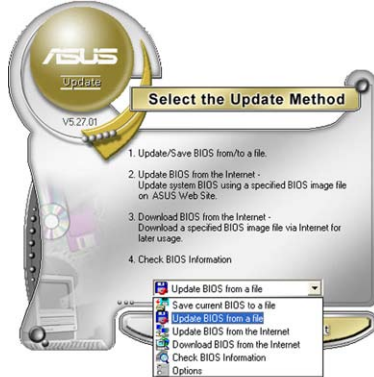 ASUS
Update
V5.27.01
Select the Update Method
1. Update/Save BIOS from/to a file.
2. Update BIOS from the Internet -
Update system BIOS using a specified BIOS image file
on ASUS Web Site.
3. Download BIOS from the Internet -
Download a specified BIOS image file via Internet for
later usage.
4. Check BIOS Information
Update BIOS from a file
Save current BIOS to a file
Update BIOS from a file
Update BIOS from the Internet
Download BIOS from the Internet
Check BIOS Information
Options